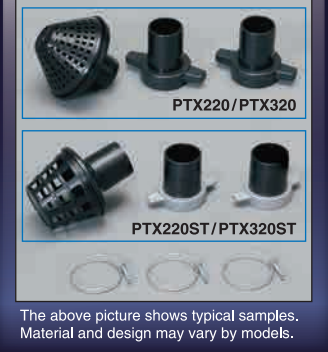 PTX220/PTX320
PTX220ST/PTX320ST
The above picture shows typical samples.
Material and design may vary by models.